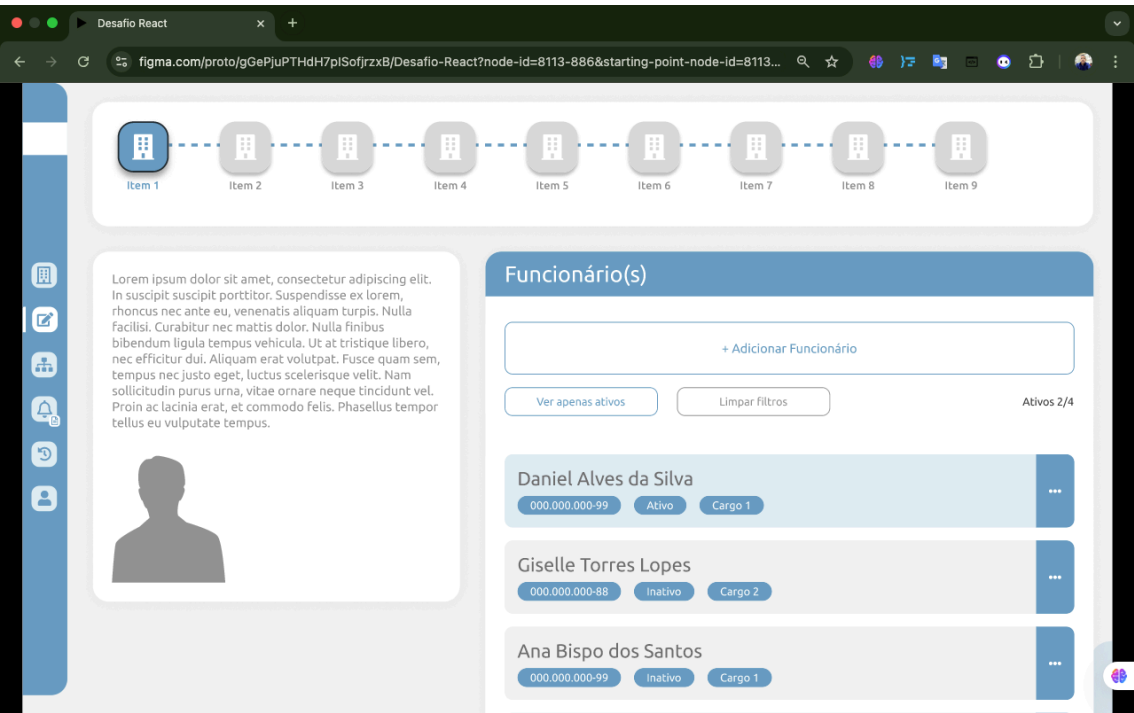 Desafio React
figma.com/proto/gGePjuPTHdH7plSofjrzxB/Desafio-React?node-id=8113-886&starting-point-node-id=8113...
Item 1
Item 2
Item 3
Item 4
Item 5
Item 6
Item 7
Item 8
Item 9
Lorem ipsum dolor sit amet, consectetur adipiscing elit.
In suscipit suscipit porttitor. Suspendisse ex lorem,
rhoncus nec ante eu, venenatis aliquam turpis. Nulla
facilisi. Curabitur nec mattis dolor. Nulla finibus
bibendum ligula tempus vehicula. Ut at tristique libero,
nec efficitur dui. Aliquam erat volutpat. Fusce quam sem,
tempus nec justo eget, luctus scelerisque velit. Nam
sollicitudin purus urna, vitae ornare neque tincidunt vel.
Proin ac lacinia erat, et commodo felis. Phasellus tempor
tellus eu vulputate tempus.
Funcionário(s)
+ Adicionar Funcionário
Ver apenas ativos
Limpar filtros
Ativos 2/4
Daniel Alves da Silva
000.000.000-99
Ativo
Cargo 1
Giselle Torres Lopes
000.000.000-88
Inativo
Cargo 2
Ana Bispo dos Santos
000.000.000-99
Inativo
Cargo 1